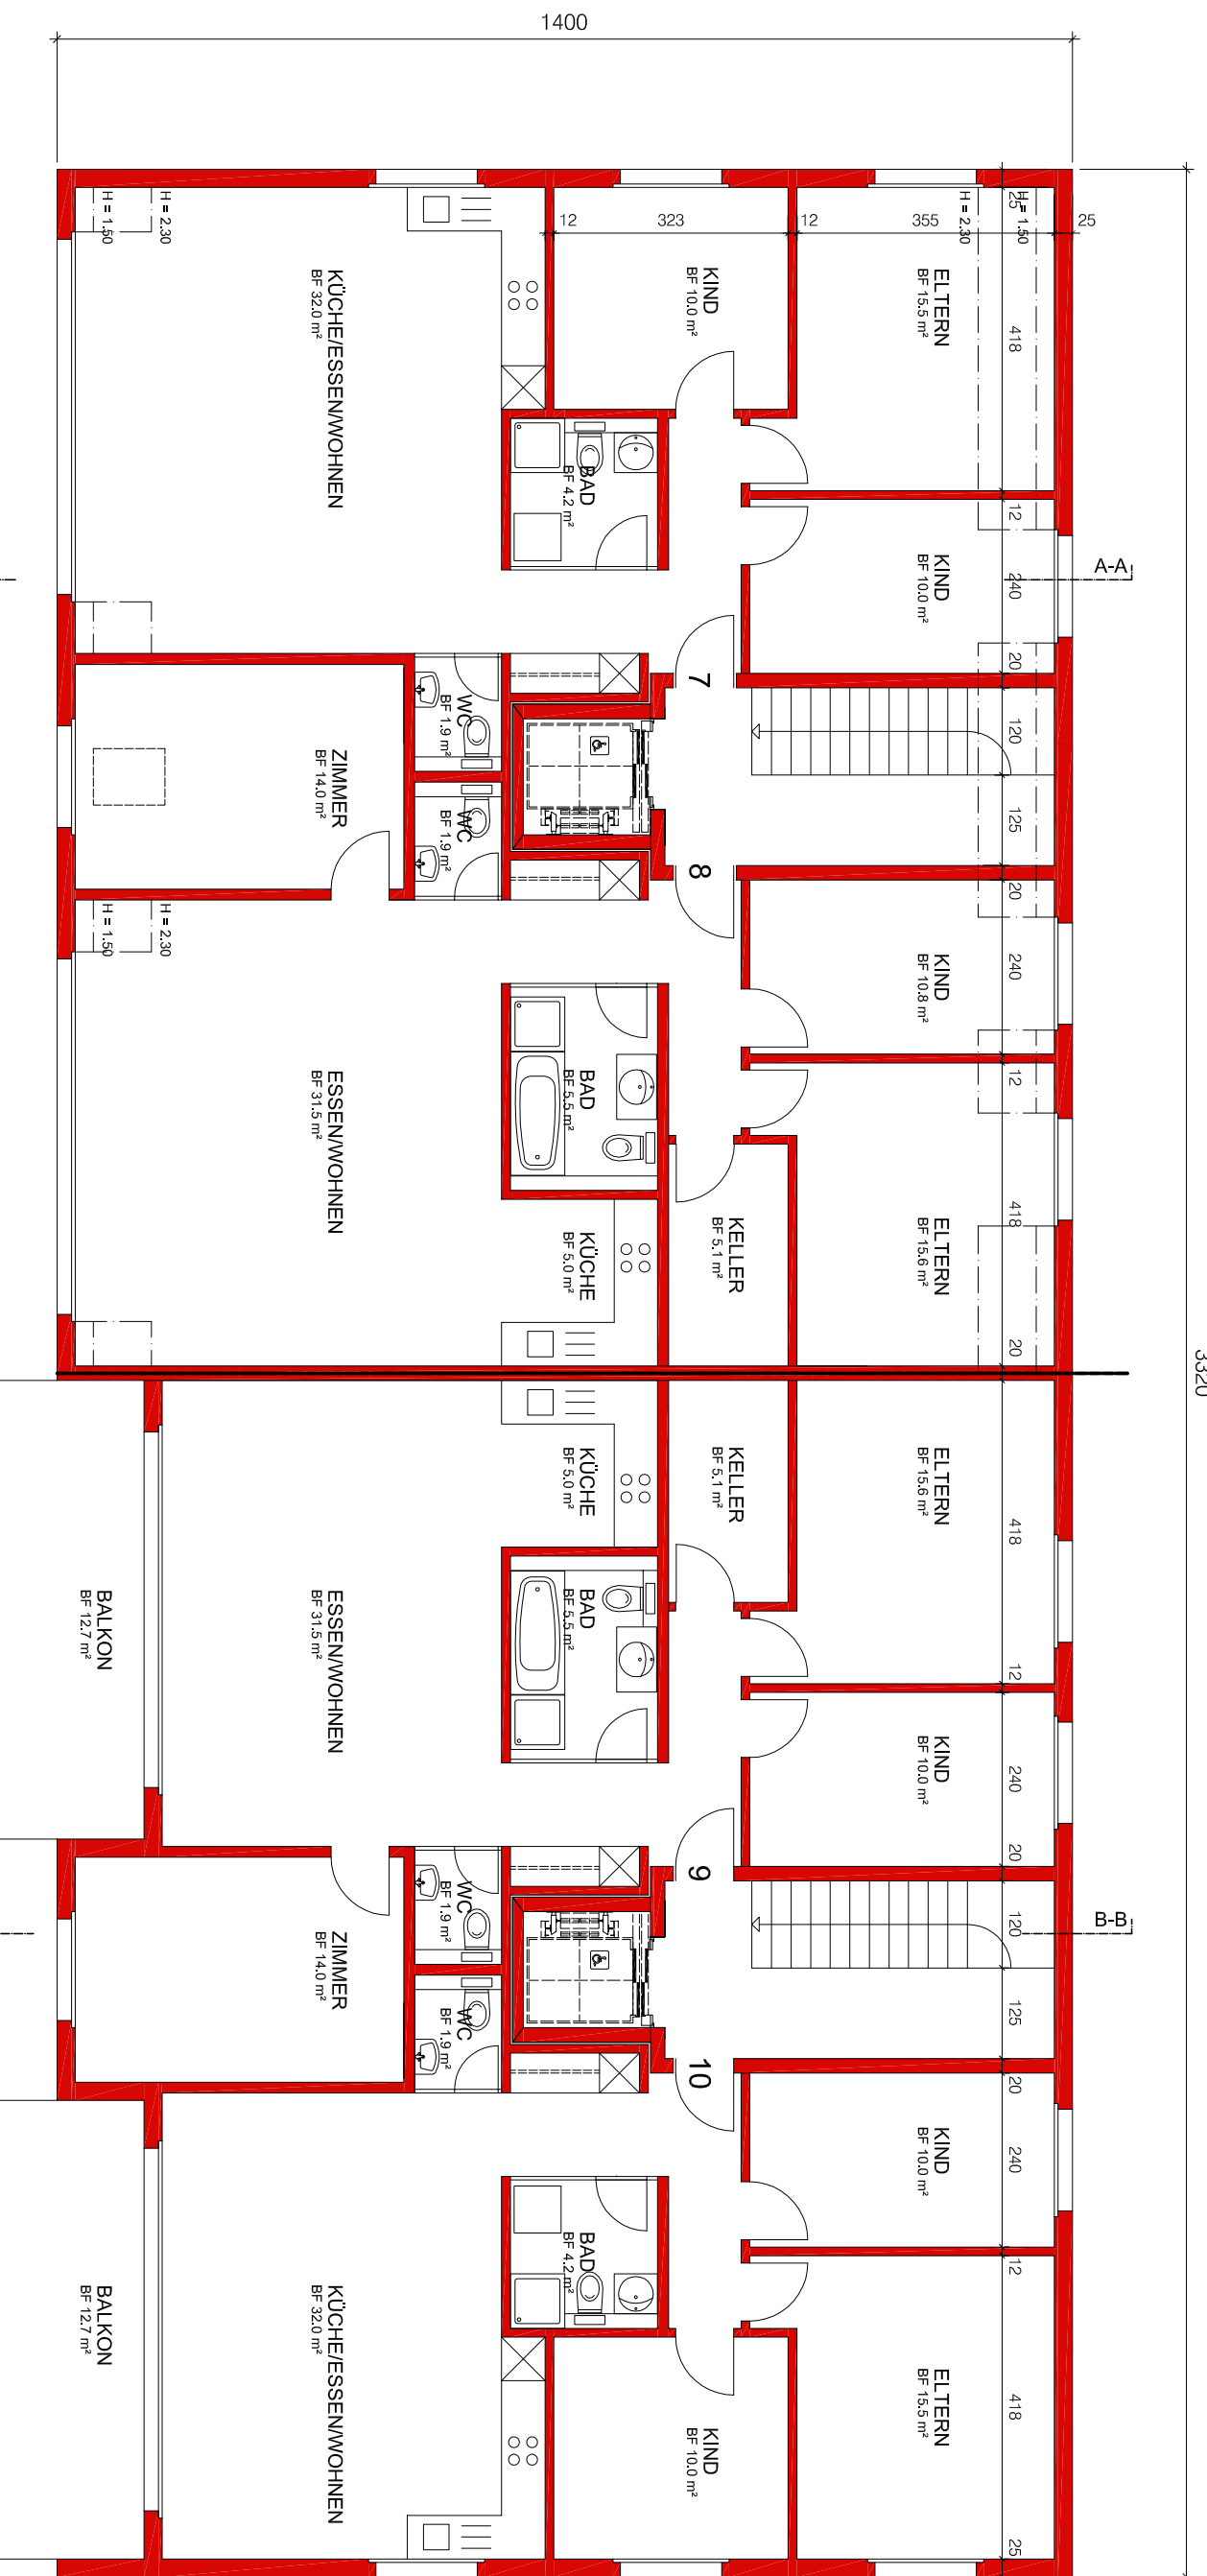 1400
3320
12
323
12
355
25
H = 1.50
H = 2.30
H = 2.30
H = 1.50
25
418
12
240
20
120
125
20
240
12
418
20
418
12
240
20
120
125
20
240
12
418
25
KÜCHE/ESSEN/WOHNEN
BF 32.0 m²
KIND
BF 10.0 m²
ELTERN
BF 15.5 m²
BAD
BF 4.2 m²
KIND
BF 10.0 m²
A-A
7
WC
BF 1.9 m²
ZIMMER
BF 14.0 m²
WC
BF 1.9 m²
8
H = 1.50
H = 2.30
KIND
BF 10.8 m²
ESSEN/WOHNEN
BF 31.5 m²
BAD
BF 5.5 m²
KÜCHE
BF 5.0 m²
KELLER
BF 5.1 m²
ELTERN
BF 15.6 m²
KÜCHE
BF 5.0 m²
KELLER
BF 5.1 m²
ELTERN
BF 15.6 m²
BALKON
BF 12.7 m²
ESSEN/WOHNEN
BF 31.5 m²
BAD
BF 5.5 m²
KIND
BF 10.0 m²
9
WC
BF 1.9 m²
B-B
ZIMMER
BF 14.0 m²
WC
BF 1.9 m²
10
KIND
BF 10.0 m²
BAD
BF 4.2 m²
BALKON
BF 12.7 m²
KÜCHE/ESSEN/WOHNEN
BF 32.0 m²
KIND
BF 10.0 m²
ELTERN
BF 15.5 m²